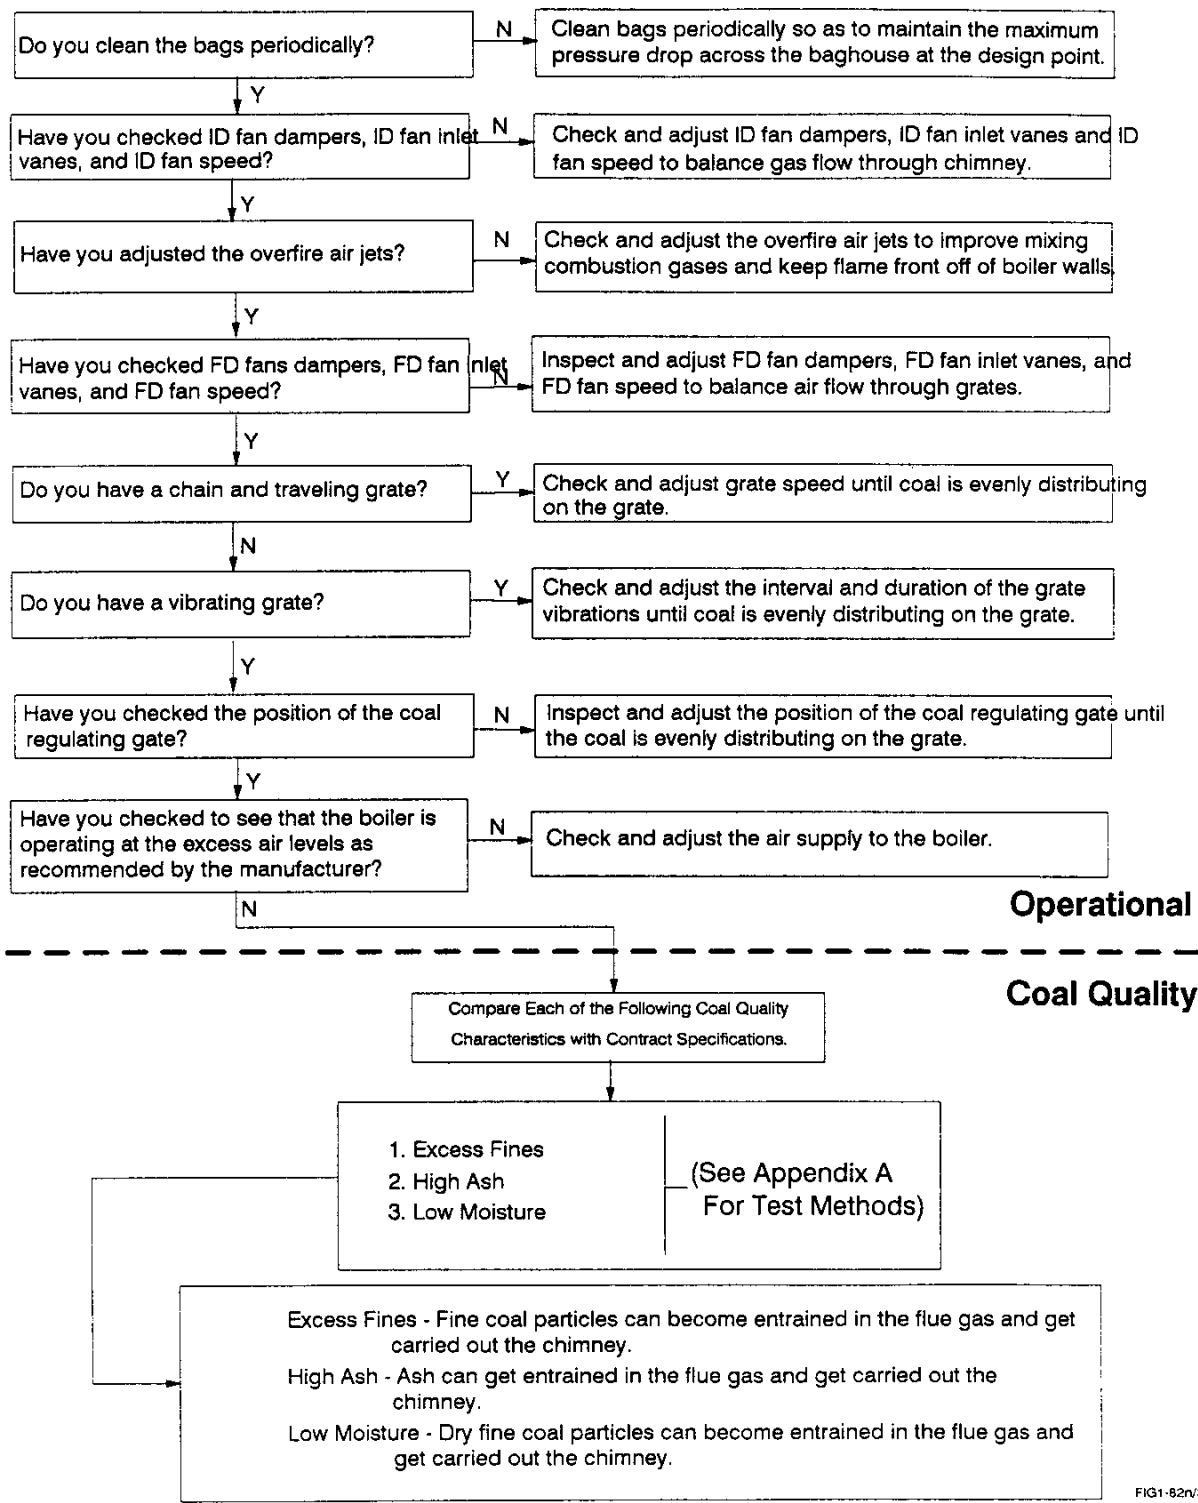 Do you clean the bags periodically?
N
Clean bags periodically so as to maintain the maximum
pressure drop across the baghouse at the design point.
Y
Have you checked ID fan dampers, ID fan inlet
vanes, and ID fan speed?
N
Check and adjust ID fan dampers, ID fan inlet vanes and ID
fan speed to balance gas flow through chimney.
Y
Have you adjusted the overfire air jets?
N
Check and adjust the overfire air jets to improve mixing
combustion gases and keep flame front off of boiler walls.
Y
Have you checked FD fans dampers, FD fan inlet
vanes, and FD fan speed?
N
Inspect and adjust FD fan dampers, FD fan inlet vanes, and
FD fan speed to balance air flow through grates.
Y
Do you have a chain and traveling grate?
Y
Check and adjust grate speed until coal is evenly distributing
on the grate.
N
Do you have a vibrating grate?
Y
Check and adjust the interval and duration of the grate
vibrations until coal is evenly distributing on the grate.
Y
Have you checked the position of the coal
regulating gate?
N
Inspect and adjust the position of the coal regulating gate until
the coal is evenly distributing on the grate.
Y
Have you checked to see that the boiler is
operating at the excess air levels as
recommended by the manufacturer?
N
Check and adjust the air supply to the boiler.
N
Operational
Coal Quality
Compare Each of the Following Coal Quality
Characteristics with Contract Specifications.
1. Excess Fines
2. High Ash
3. Low Moisture
(See Appendix A
For Test Methods)
Excess Fines - Fine coal particles can become entrained in the flue gas and get
carried out the chimney.
High Ash - Ash can get entrained in the flue gas and get carried out the
chimney.
Low Moisture - Dry fine coal particles can become entrained in the flue gas and
get carried out the chimney.
FIG1-82n/